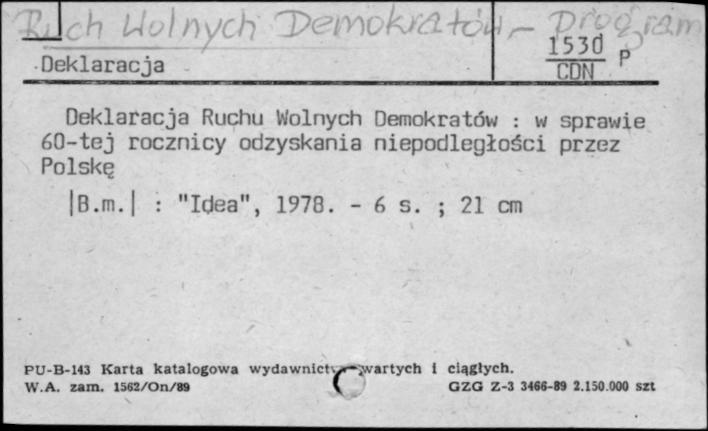 Ruch Wolnych Demokratów - program
Deklaracja
1530 P
CDN
Deklaracja Ruchu Wolnych Demokratów : w sprawie
60-tej rocznicy odzyskania niepodległości przez
Polskę
|B.m.| : "Idea", 1978. - 6 s. ; 21 cm
PU-B-143 Karta katalogowa wydawnictw zwartych i ciągłych.
W.A. zam. 1562/On/89
GZG Z-3 3466-89 2.150.000 szt